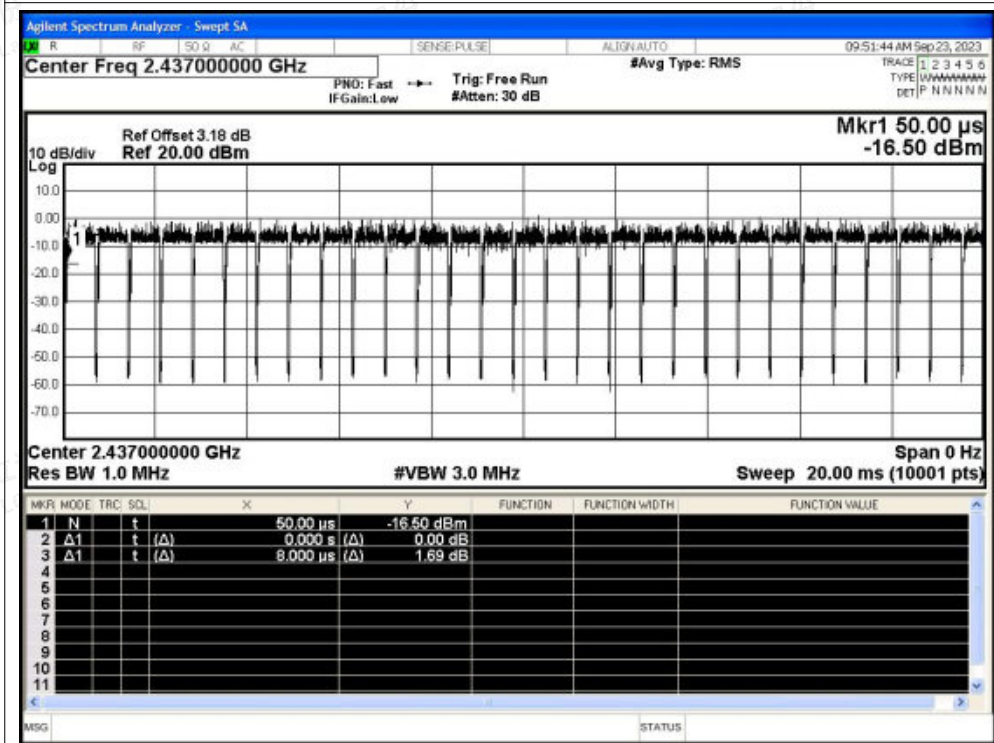 Agilent Spectrum Analyzer - Swept SA
LXI R RF 50 Ω AC SENSE:PULSE ALIGNAUTO 09:51:44 AM Sep 23, 2023
Center Freq 2.437000000 GHz #Avg Type: RMS TRACE 1 2 3 4 5 6
PNO: Fast Trig: Free Run TYPE WWWWWW
IFGain:Low #Atten: 30 dB DET P N N N N N
Mkr1 50.00 µs
Ref Offset 3.18 dB
10 dB/div Ref 20.00 dBm -16.50 dBm
Log
10.0
0.00
1
-10.0
-20.0
-30.0
-40.0
-50.0
-60.0
-70.0
Center 2.437000000 GHz Span 0 Hz
Res BW 1.0 MHz #VBW 3.0 MHz Sweep 20.00 ms (10001 pts)
MKR MODE TRC SCL X Y FUNCTION FUNCTION WIDTH FUNCTION VALUE
1 N t 50.00 µs -16.50 dBm
2 Δ1 t (Δ) 0.000 s (Δ) 0.00 dB
3 Δ1 t (Δ) 8.000 µs (Δ) 1.69 dB
4
5
6
7
8
9
10
11
MSG STATUS